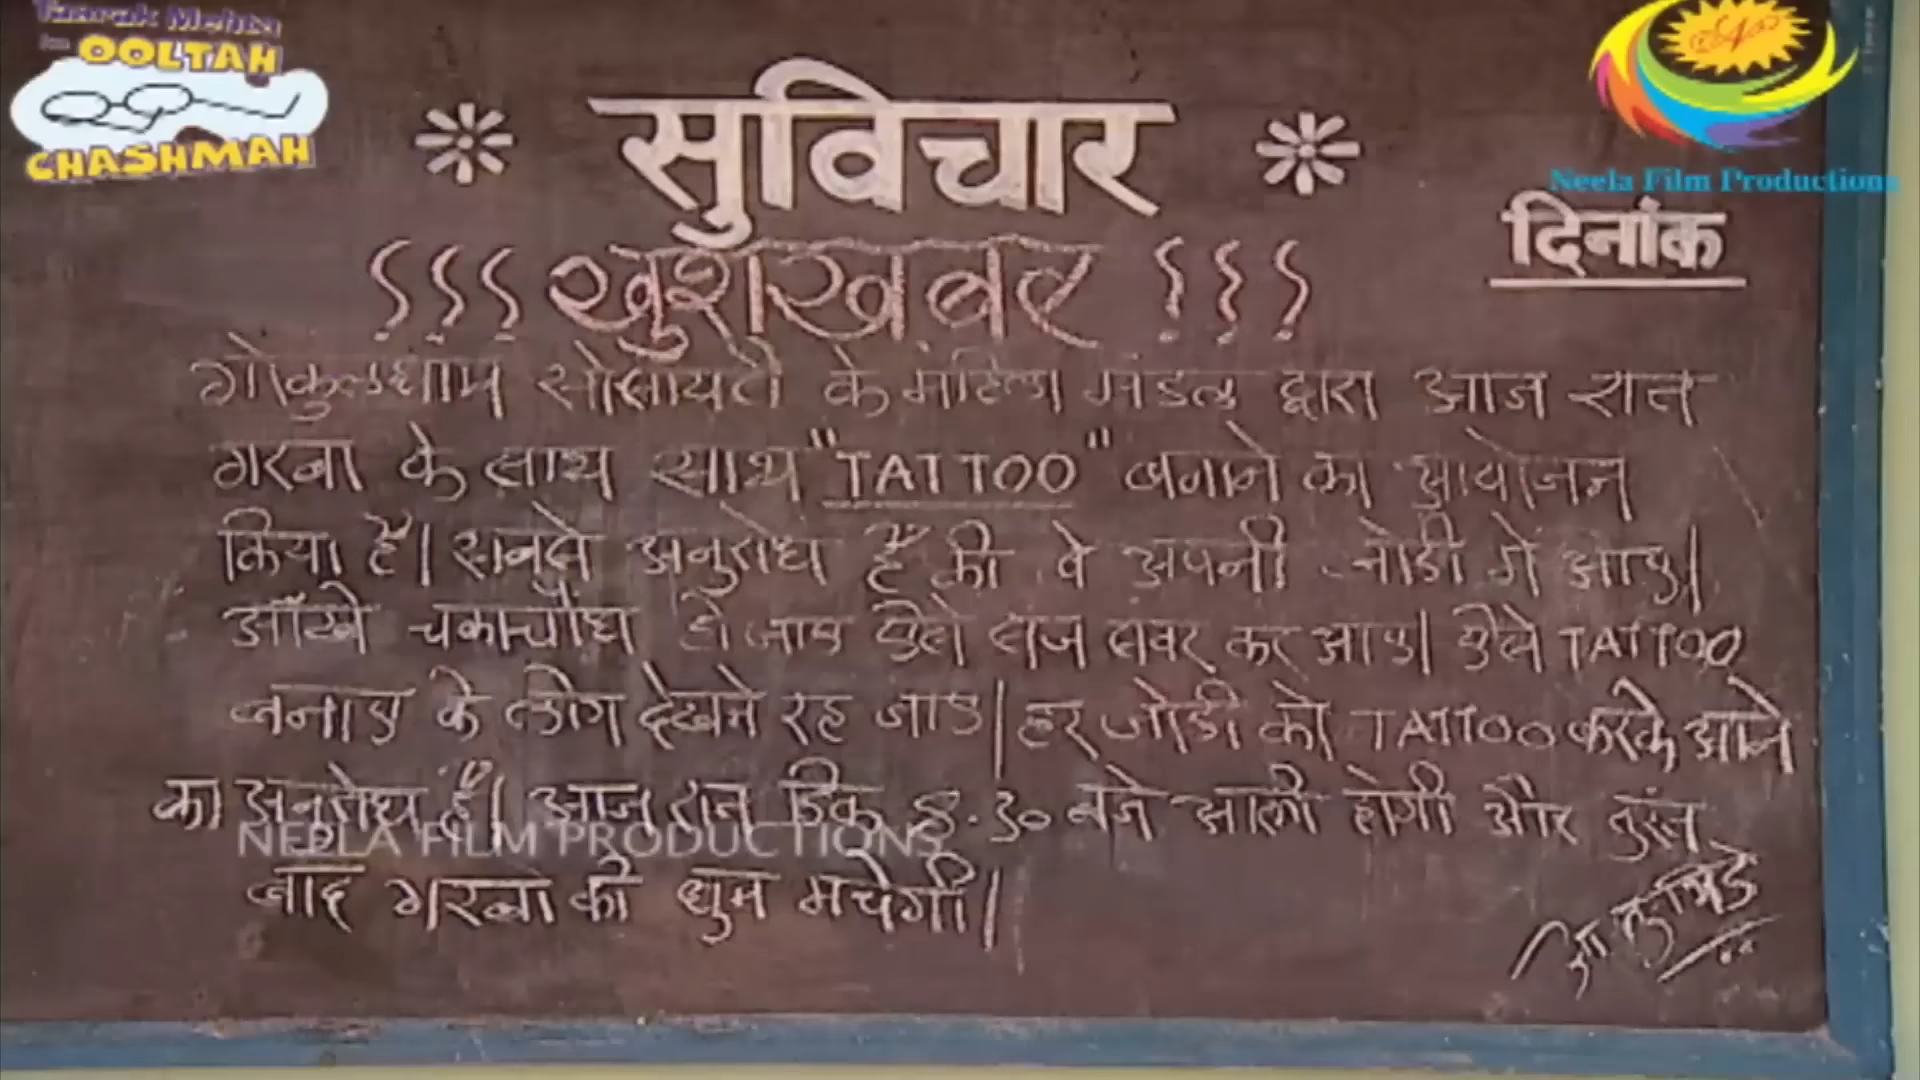 Taarak Mehta
ka
OOLTAH
CHASHMAH
Neela Film Productions
* सुविचार *
दिनांक
!!! खुशखबर !!!
गोकुलधाम सोसायटी के महिला मंडल द्वारा आज रात
गरबा के साथ साथ "TATTOO" बनाने का आयोजन
किया है। सबसे अनुरोध है की वे अपनी जोडी में आए।
आँखे चकाचौंध हो जाए ऐसे सज सवर कर आए। ऐसे TATTOO
बनाए के लोग देखते रह जाए। हर जोडी को TATTOO करके आने
का अनुरोध है। आज रात ठिक 8.30 बजे आरती होगी और तुरंत
NEELA FILM PRODUCTIONS
बाद गरबा की धुम मचेगी।
आ. तु. भिडे